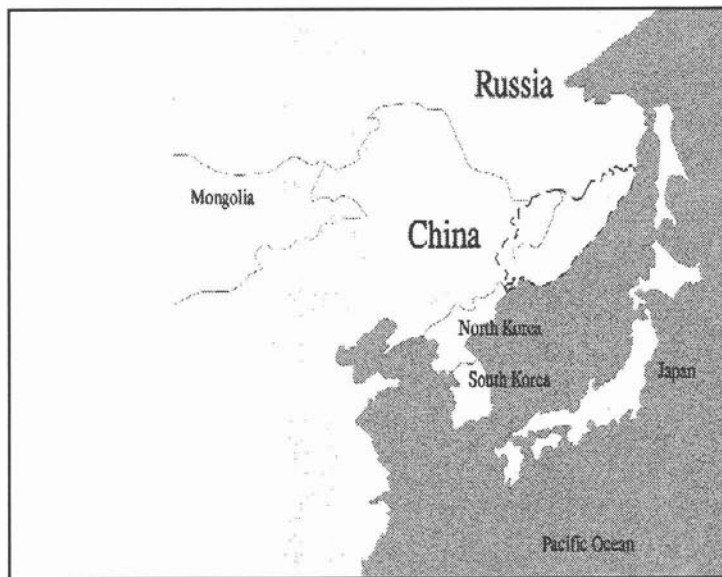 Russia
Mongolia
China
North Korea
South Korea
Japan
Pacific Ocean